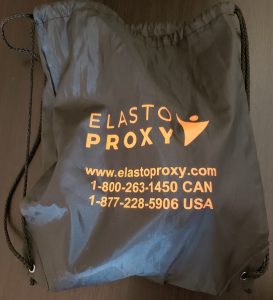 ELASTO
PROXY
www.elastoproxy.com
1-800-263-1450 CAN
1-877-228-5906 USA